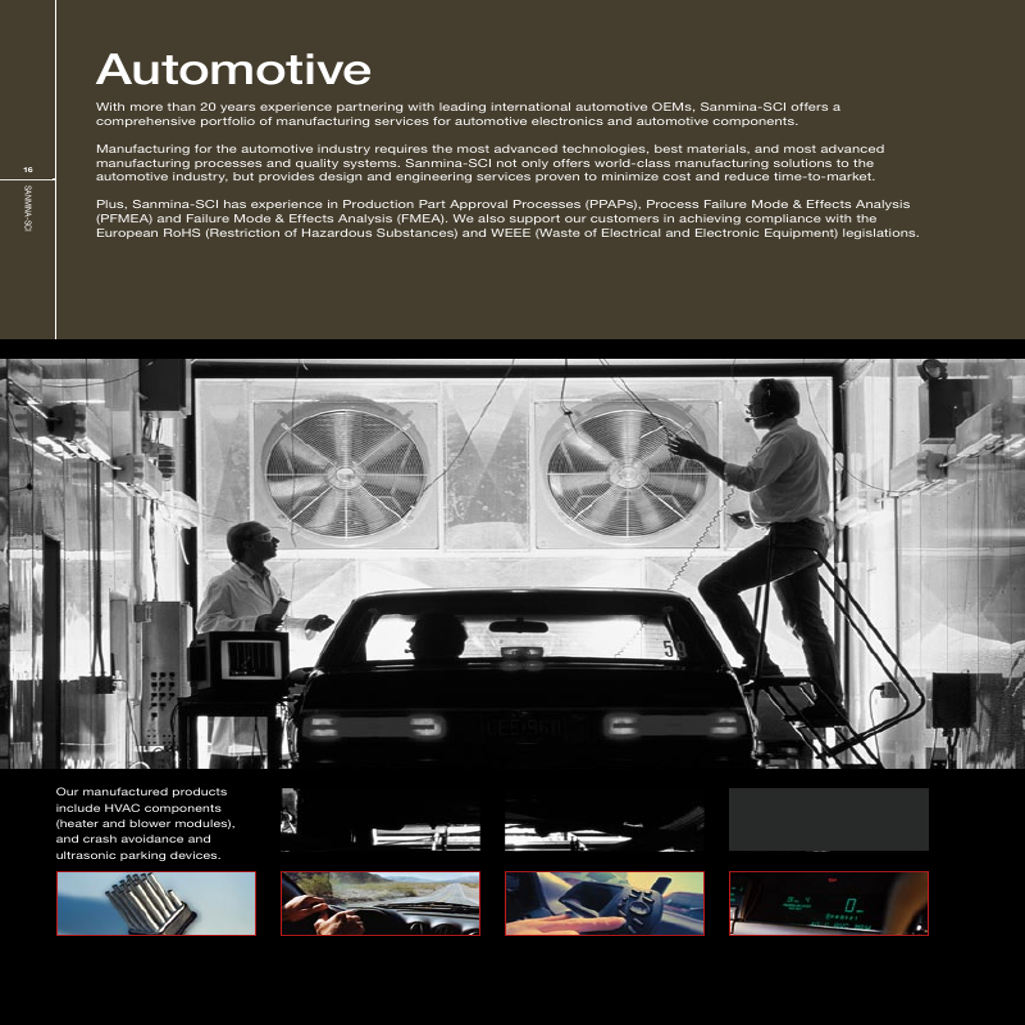 Automotive
With more than 20 years experience partnering with leading international automotive OEMs, Sanmina-SCI offers a
comprehensive portfolio of manufacturing services for automotive electronics and automotive components.
Manufacturing for the automotive industry requires the most advanced technologies, best materials, and most advanced
manufacturing processes and quality systems. Sanmina-SCI not only offers world-class manufacturing solutions to the
automotive industry, but provides design and engineering services proven to minimize cost and reduce time-to-market.
Plus, Sanmina-SCI has experience in Production Part Approval Processes (PPAPs), Process Failure Mode & Effects Analysis
(PFMEA) and Failure Mode & Effects Analysis (FMEA). We also support our customers in achieving compliance with the
European RoHS (Restriction of Hazardous Substances) and WEEE (Waste of Electrical and Electronic Equipment) legislations.
16
SANMINA-SCI
Our manufactured products
include HVAC components
(heater and blower modules),
and crash avoidance and
ultrasonic parking devices.
0